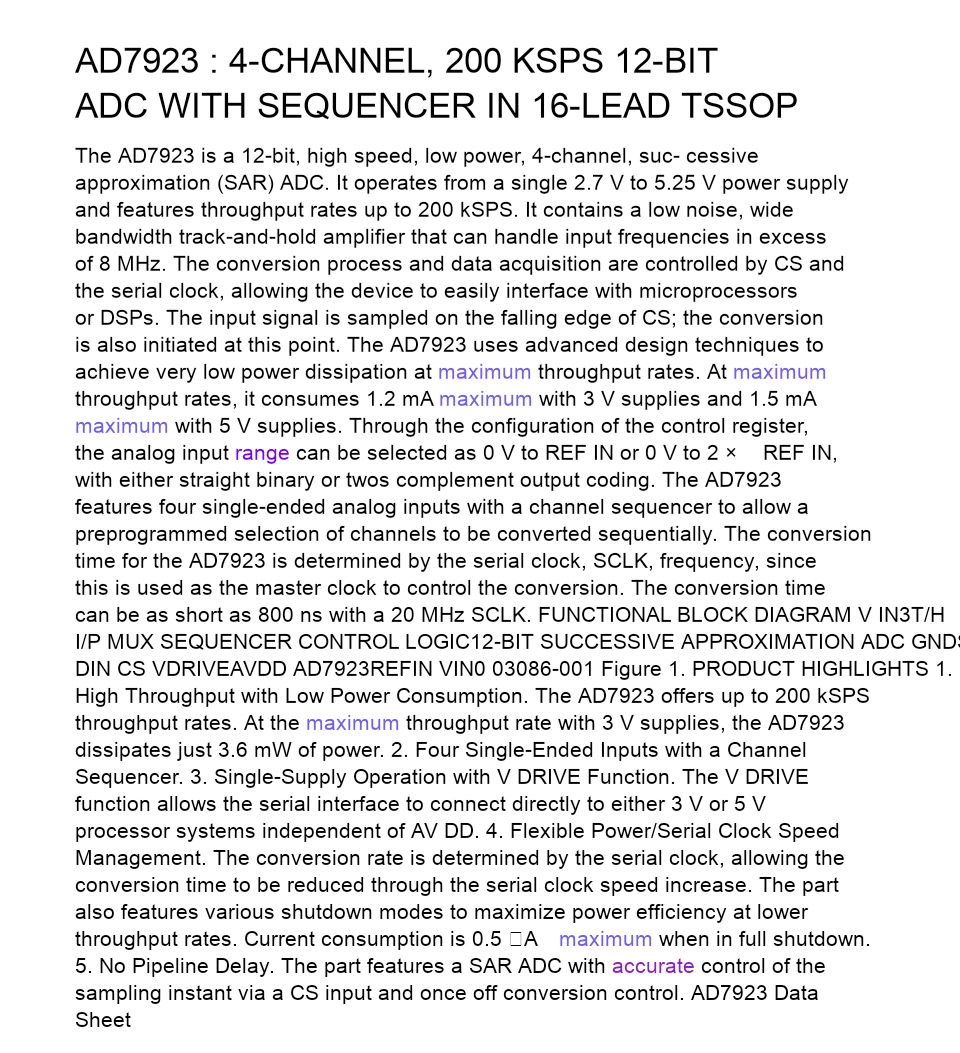 AD7923 : 4-CHANNEL, 200 KSPS 12-BIT
ADC WITH SEQUENCER IN 16-LEAD TSSOP
The AD7923 is a 12-bit, high speed, low power, 4-channel, suc- cessive
approximation (SAR) ADC. It operates from a single 2.7 V to 5.25 V power supply
and features throughput rates up to 200 kSPS. It contains a low noise, wide
bandwidth track-and-hold amplifier that can handle input frequencies in excess
of 8 MHz. The conversion process and data acquisition are controlled by CS and
the serial clock, allowing the device to easily interface with microprocessors
or DSPs. The input signal is sampled on the falling edge of CS; the conversion
is also initiated at this point. The AD7923 uses advanced design techniques to
achieve very low power dissipation at maximum throughput rates. At maximum
throughput rates, it consumes 1.2 mA maximum with 3 V supplies and 1.5 mA
maximum with 5 V supplies. Through the configuration of the control register,
the analog input range can be selected as 0 V to REF IN or 0 V to 2 × REF IN,
with either straight binary or twos complement output coding. The AD7923
features four single-ended analog inputs with a channel sequencer to allow a
preprogrammed selection of channels to be converted sequentially. The conversion
time for the AD7923 is determined by the serial clock, SCLK, frequency, since
this is used as the master clock to control the conversion. The conversion time
can be as short as 800 ns with a 20 MHz SCLK. FUNCTIONAL BLOCK DIAGRAM V IN3T/H
I/P MUX SEQUENCER CONTROL LOGIC12-BIT SUCCESSIVE APPROXIMATION ADC GNDS
DIN CS VDRIVEAVDD AD7923REFIN VIN0 03086-001 Figure 1. PRODUCT HIGHLIGHTS 1.
High Throughput with Low Power Consumption. The AD7923 offers up to 200 kSPS
throughput rates. At the maximum throughput rate with 3 V supplies, the AD7923
dissipates just 3.6 mW of power. 2. Four Single-Ended Inputs with a Channel
Sequencer. 3. Single-Supply Operation with V DRIVE Function. The V DRIVE
function allows the serial interface to connect directly to either 3 V or 5 V
processor systems independent of AV DD. 4. Flexible Power/Serial Clock Speed
Management. The conversion rate is determined by the serial clock, allowing the
conversion time to be reduced through the serial clock speed increase. The part
also features various shutdown modes to maximize power efficiency at lower
throughput rates. Current consumption is 0.5 □A maximum when in full shutdown.
5. No Pipeline Delay. The part features a SAR ADC with accurate control of the
sampling instant via a CS input and once off conversion control. AD7923 Data
Sheet